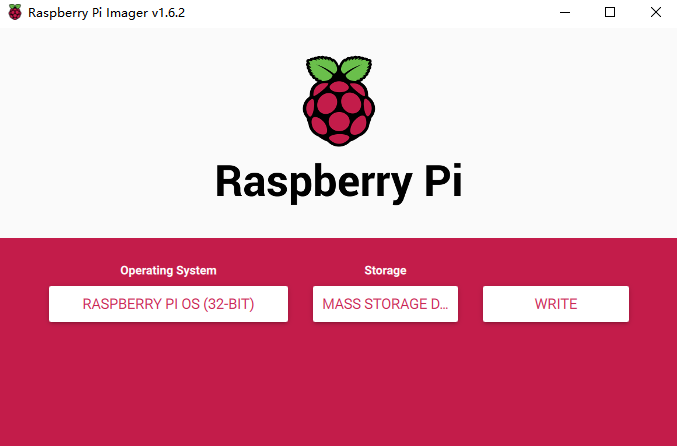 Raspberry Pi Imager v1.6.2
Raspberry Pi
Operating System
Storage
RASPBERRY PI OS (32-BIT)
MASS STORAGE D...
WRITE